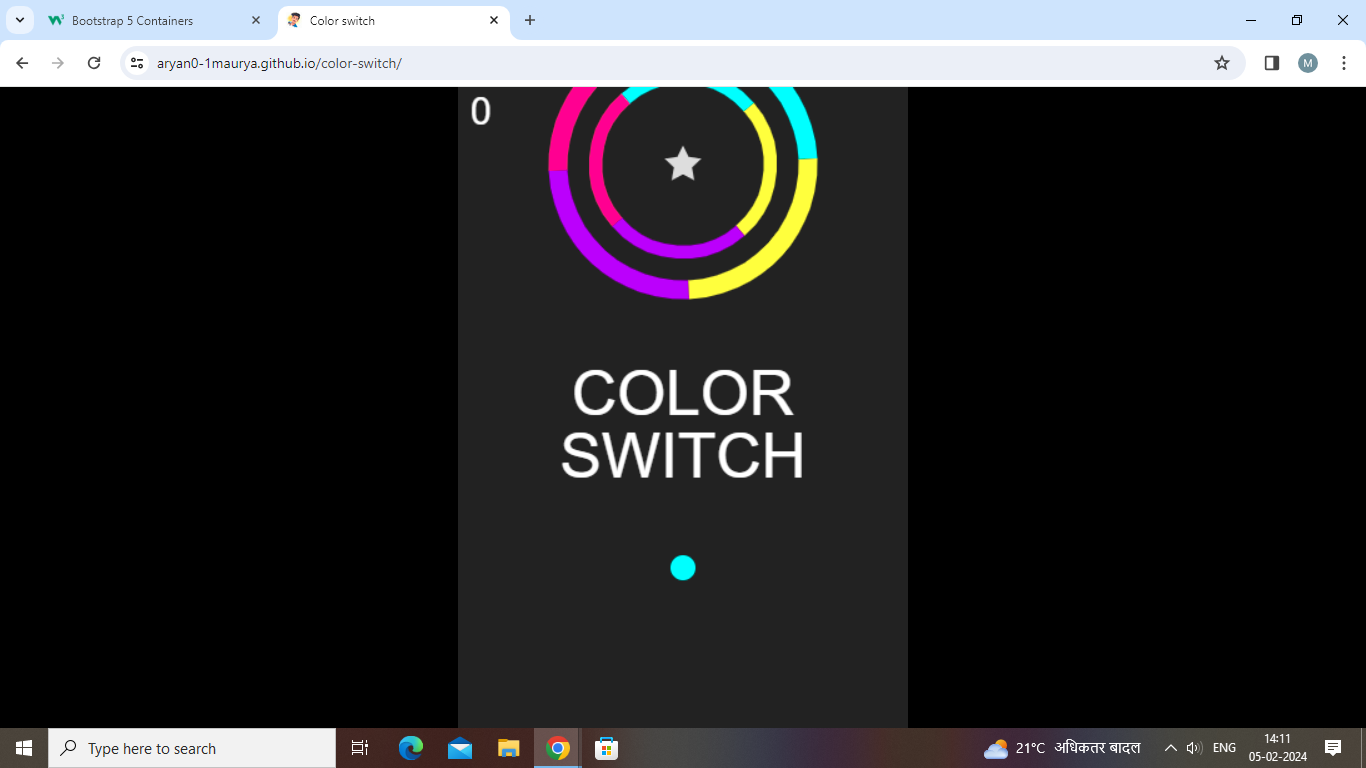 Bootstrap 5 Containers
Color switch
aryan0-1maurya.github.io/color-switch/
M
0
COLOR
SWITCH
Type here to search
21°C अधिकतर बादल
ENG
14:11
05-02-2024